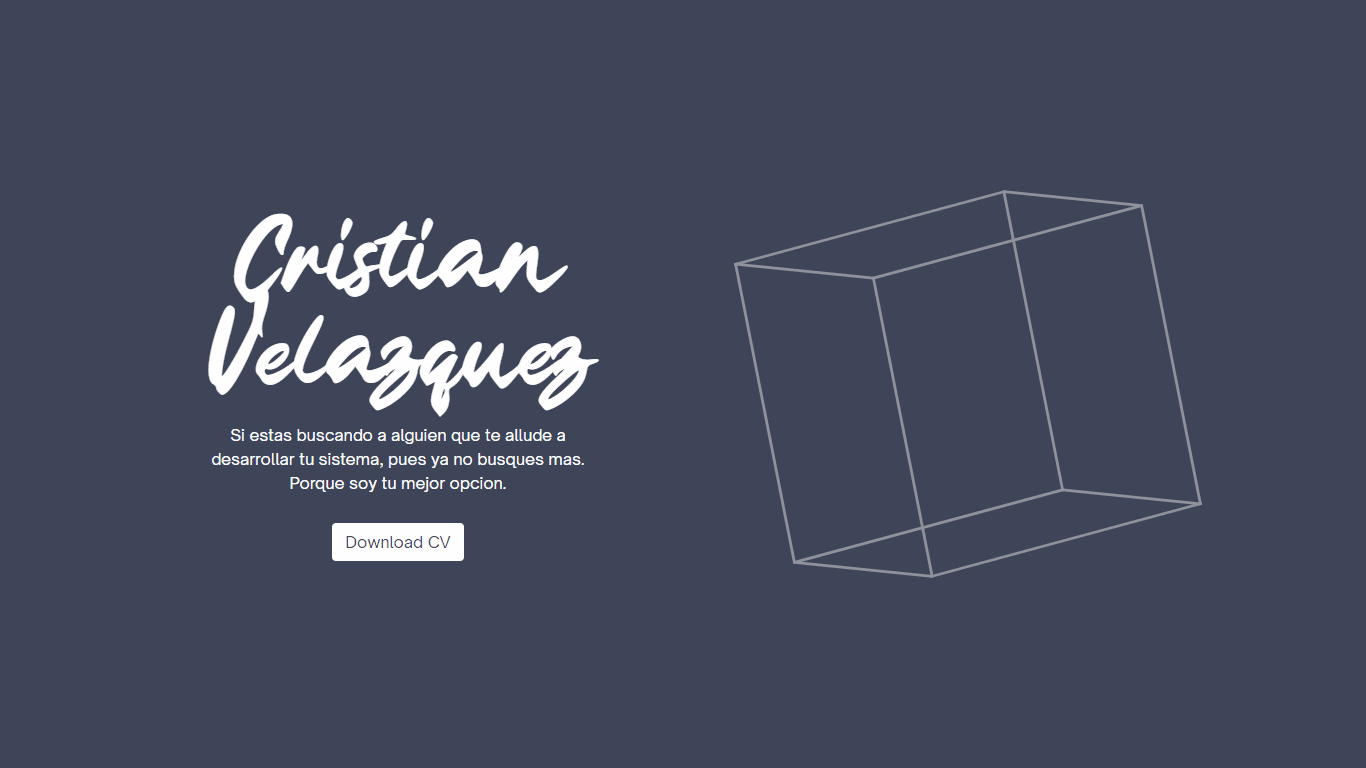 Cristian
Velazquez
Si estas buscando a alguien que te allude a
desarrollar tu sistema, pues ya no busques mas.
Porque soy tu mejor opcion.
Download CV